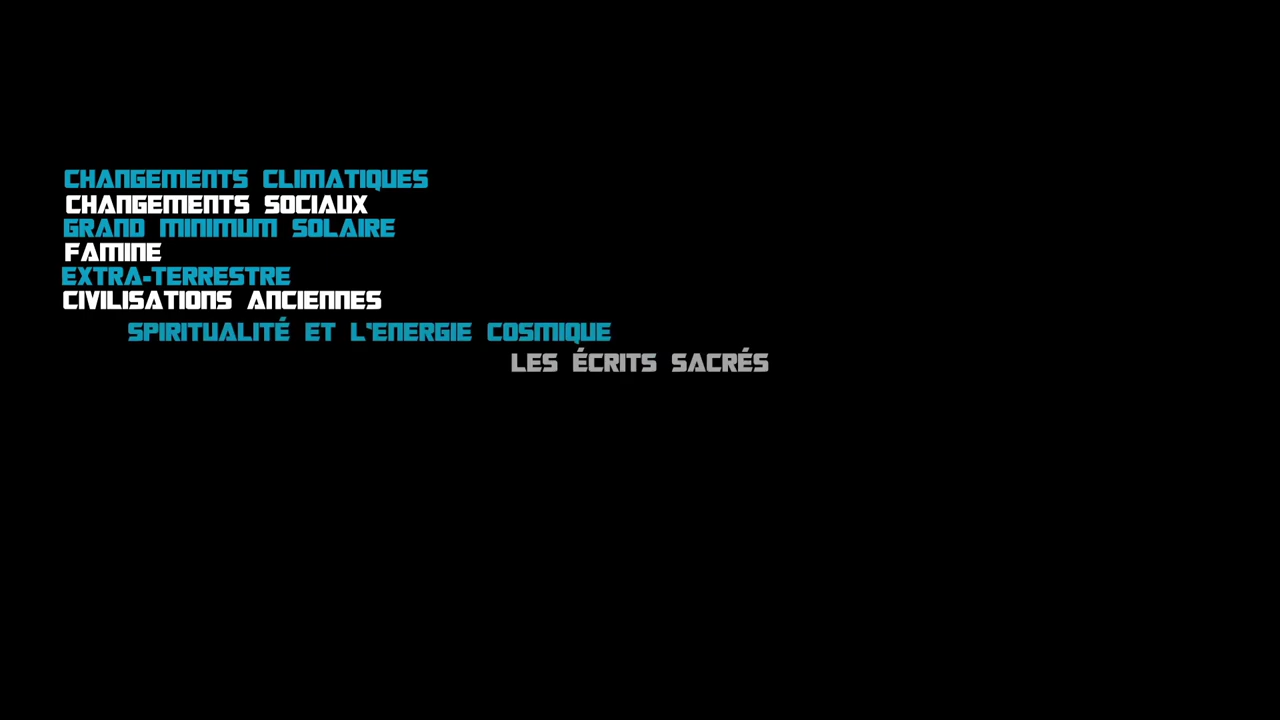 CHANGEMENTS CLIMATIQUES
CHANGEMENTS SOCIAUX
GRAND MINIMUM SOLAIRE
FAMINE
EXTRA-TERRESTRE
CIVILISATIONS ANCIENNES
SPIRITUALITÉ ET L'ENERGIE COSMIQUE
LES ÉCRITS SACRÉS